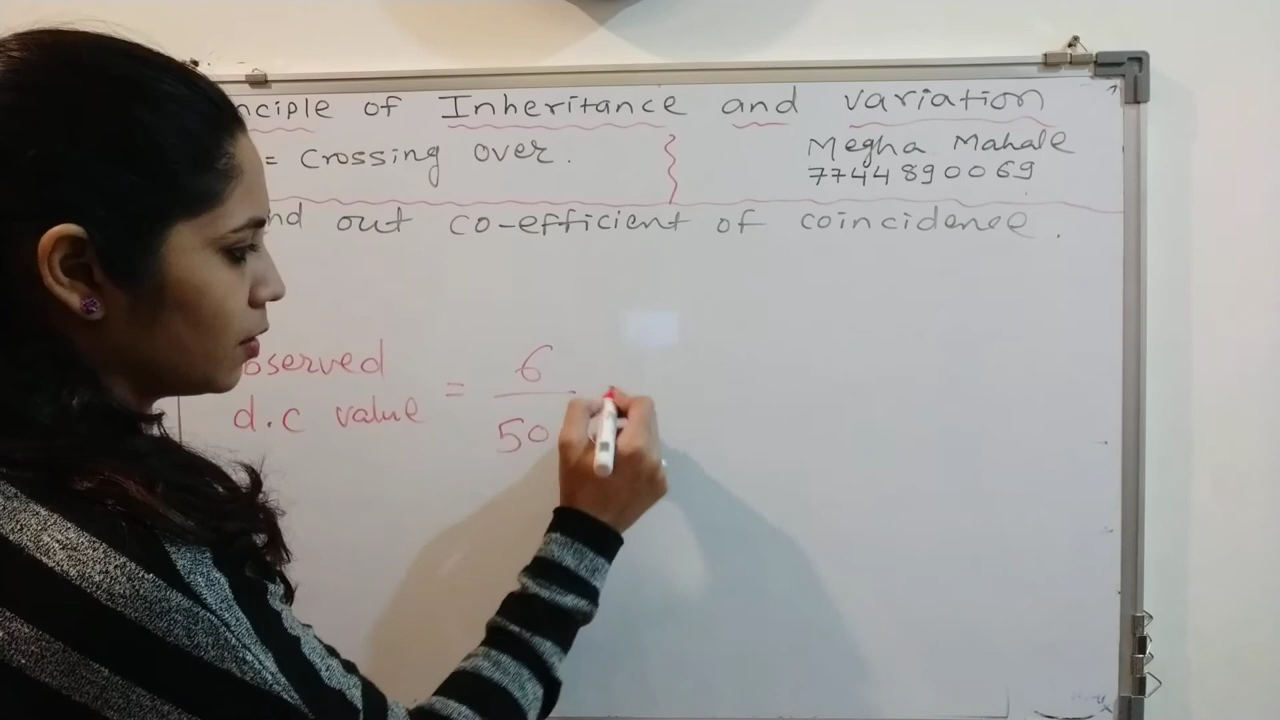 nciple of Inheritance and variation
= Crossing over.
Megha Mahale
7744890069
nd out co-efficient of coincidence.
bserved
d.c value
=
6
50